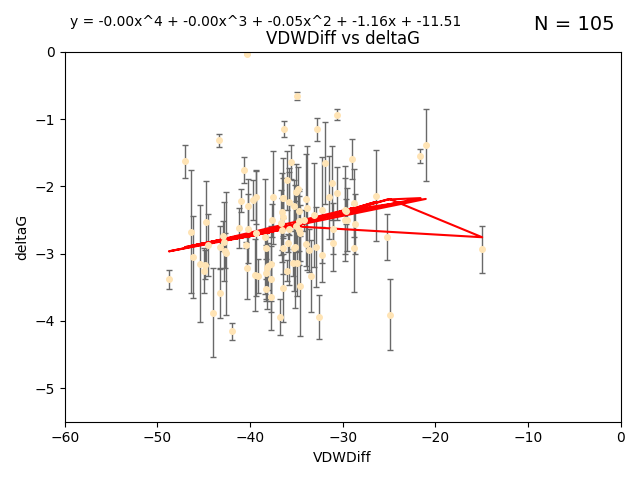 y = -0.00x^4 + -0.00x^3 + -0.05x^2 + -1.16x + -11.51
N = 105
VDWDiff vs deltaG
0
−1
−2
−3
−4
−5
deltaG
−60 −50 −40 −30 −20 −10 0
VDWDiff